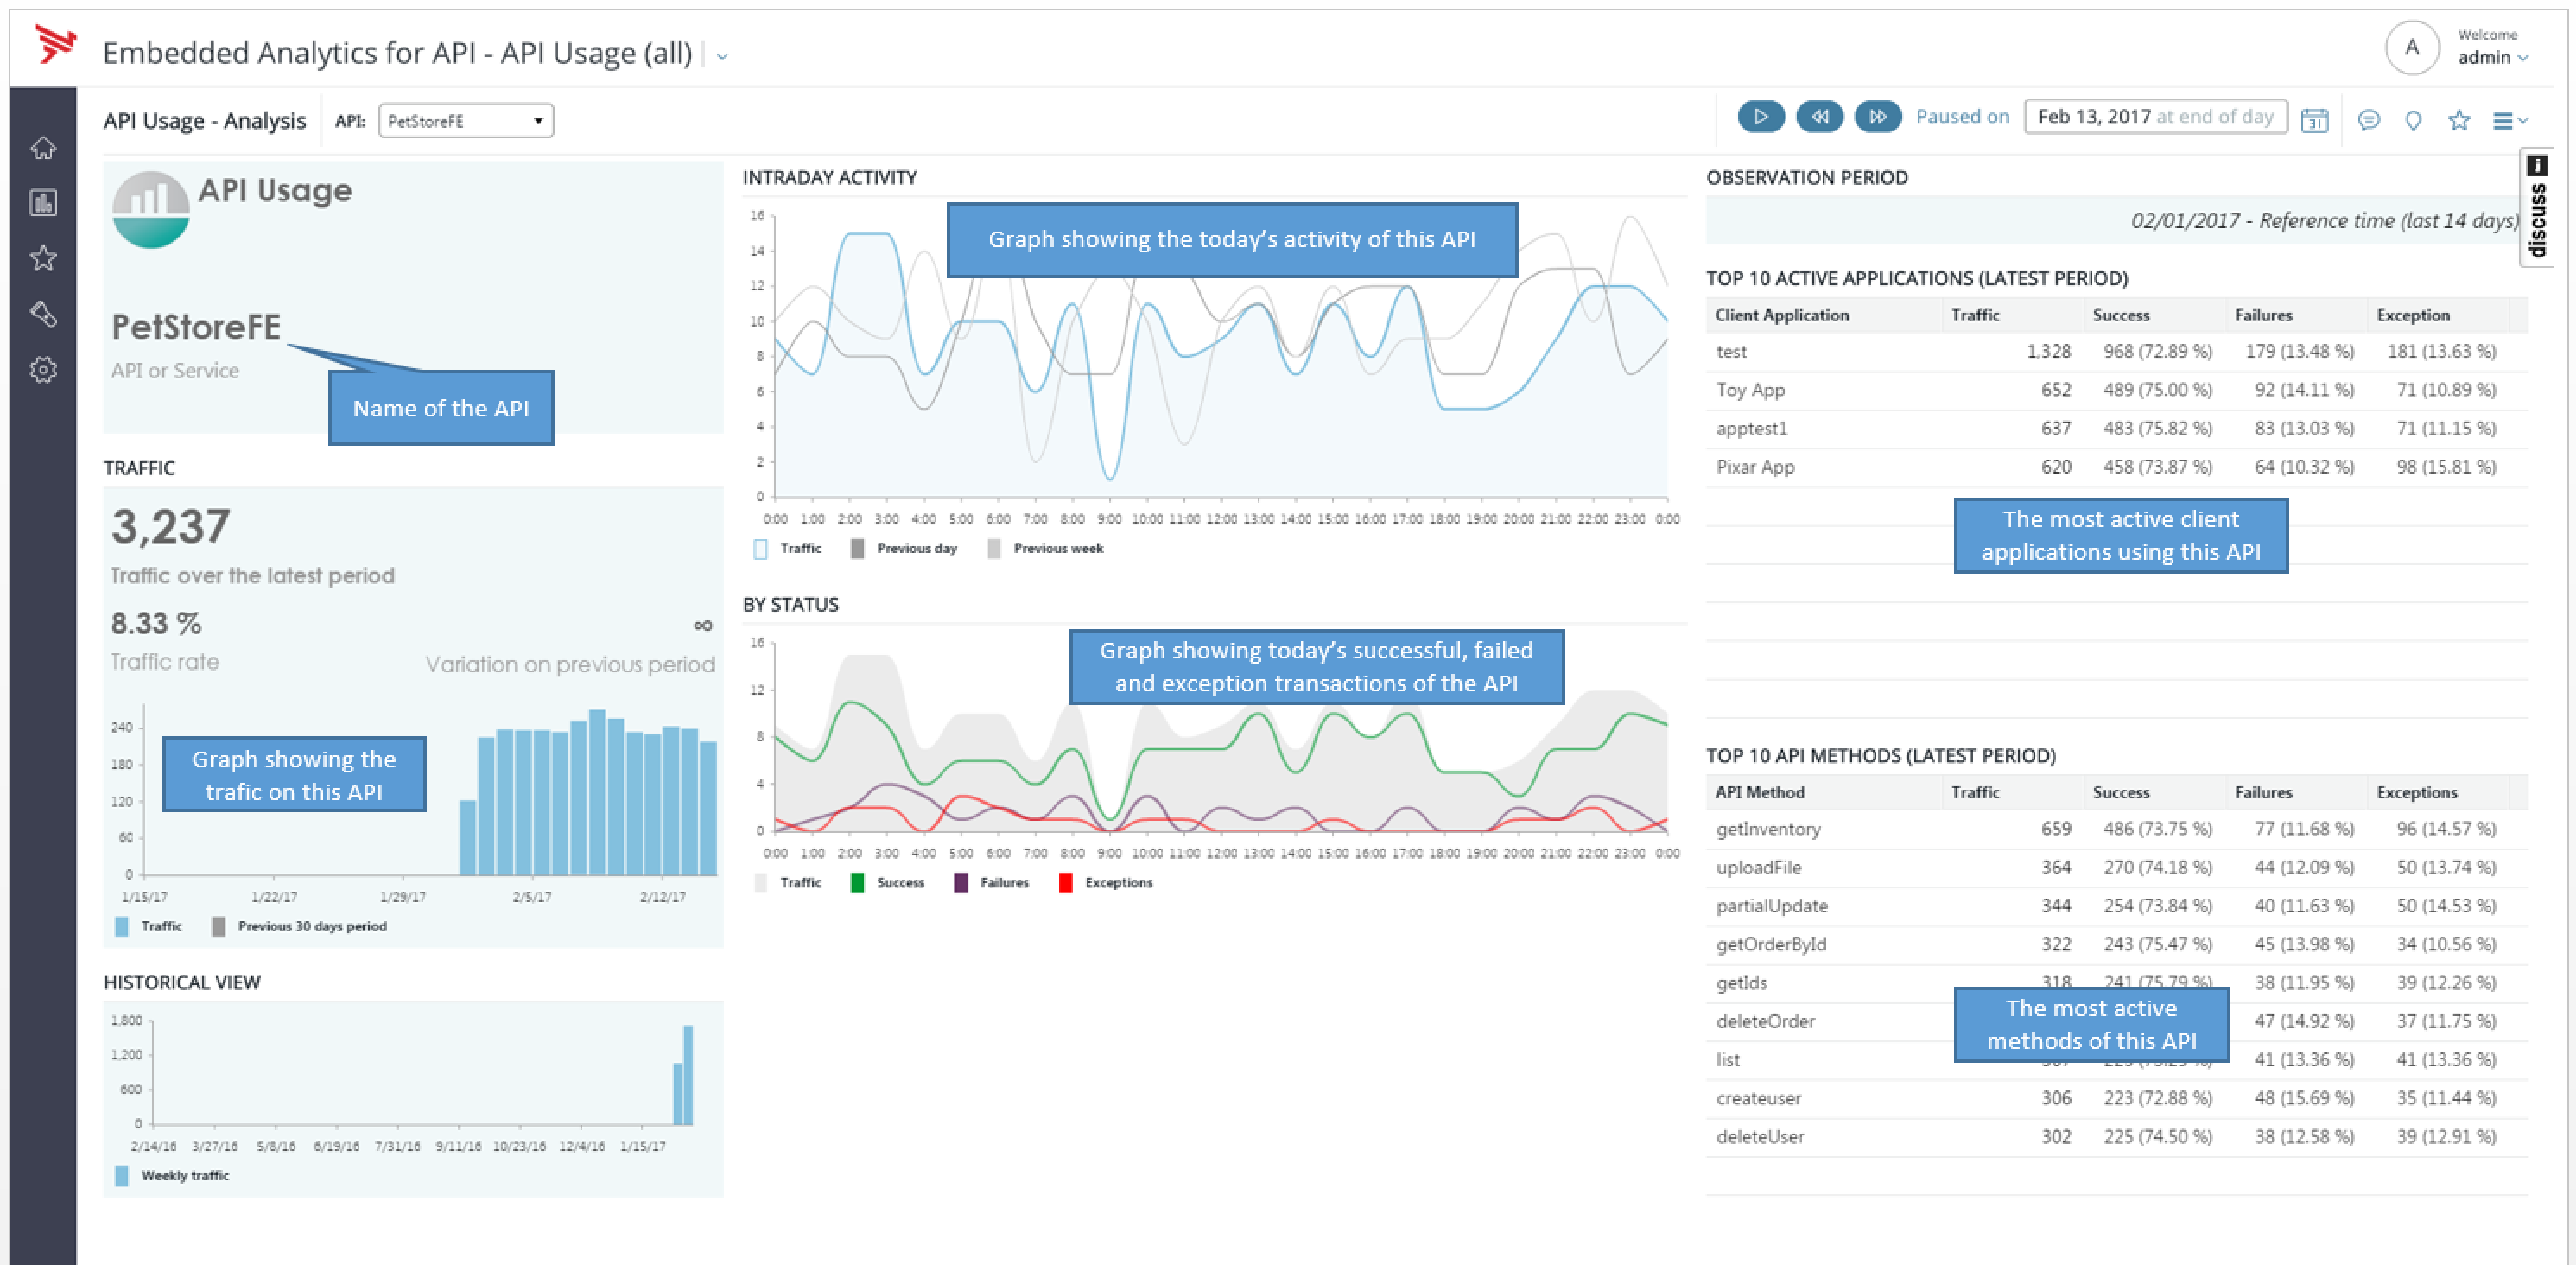 Embedded Analytics for API - API Usage (all)
A
Welcome
admin
API Usage - Analysis
API:
PetStoreFE
Paused on
Feb 13, 2017 at end of day
31
i
discuss
API Usage
PetStoreFE
API or Service
Name of the API
TRAFFIC
3,237
Traffic over the latest period
8.33 %
∞
Traffic rate
Variation on previous period
240
180
120
60
0
Graph showing the
trafic on this API
1/15/17 1/22/17 1/29/17 2/5/17 2/12/17
Traffic Previous 30 days period
HISTORICAL VIEW
1,800
1,200
600
0
2/14/16 3/27/16 5/8/16 6/19/16 7/31/16 9/11/16 10/23/16 12/4/16 1/15/17
Weekly traffic
INTRADAY ACTIVITY
Graph showing the today's activity of this API
16
14
12
10
8
6
4
2
0
0:00 1:00 2:00 3:00 4:00 5:00 6:00 7:00 8:00 9:00 10:00 11:00 12:00 13:00 14:00 15:00 16:00 17:00 18:00 19:00 20:00 21:00 22:00 23:00 0:00
Traffic Previous day Previous week
BY STATUS
Graph showing today's successful, failed
and exception transactions of the API
16
12
8
4
0
0:00 1:00 2:00 3:00 4:00 5:00 6:00 7:00 8:00 9:00 10:00 11:00 12:00 13:00 14:00 15:00 16:00 17:00 18:00 19:00 20:00 21:00 22:00 23:00 0:00
Traffic Success Failures Exceptions
OBSERVATION PERIOD
02/01/2017 - Reference time (last 14 days)
TOP 10 ACTIVE APPLICATIONS (LATEST PERIOD)
Client Application Traffic Success Failures Exception
test 1,328 968 (72.89 %) 179 (13.48 %) 181 (13.63 %)
Toy App 652 489 (75.00 %) 92 (14.11 %) 71 (10.89 %)
apptest1 637 483 (75.82 %) 83 (13.03 %) 71 (11.15 %)
Pixar App 620 458 (73.87 %) 64 (10.32 %) 98 (15.81 %)
The most active client
applications using this API
TOP 10 API METHODS (LATEST PERIOD)
API Method Traffic Success Failures Exceptions
getInventory 659 486 (73.75 %) 77 (11.68 %) 96 (14.57 %)
uploadFile 364 270 (74.18 %) 44 (12.09 %) 50 (13.74 %)
partialUpdate 344 254 (73.84 %) 40 (11.63 %) 50 (14.53 %)
getOrderById 322 243 (75.47 %) 45 (13.98 %) 34 (10.56 %)
getIds 318 241 (75.79 %) 38 (11.95 %) 39 (12.26 %)
The most active
methods of this API
deleteOrder 47 (14.92 %) 37 (11.75 %)
list 41 (13.36 %) 41 (13.36 %)
createuser 306 223 (72.88 %) 48 (15.69 %) 35 (11.44 %)
deleteUser 302 225 (74.50 %) 38 (12.58 %) 39 (12.91 %)